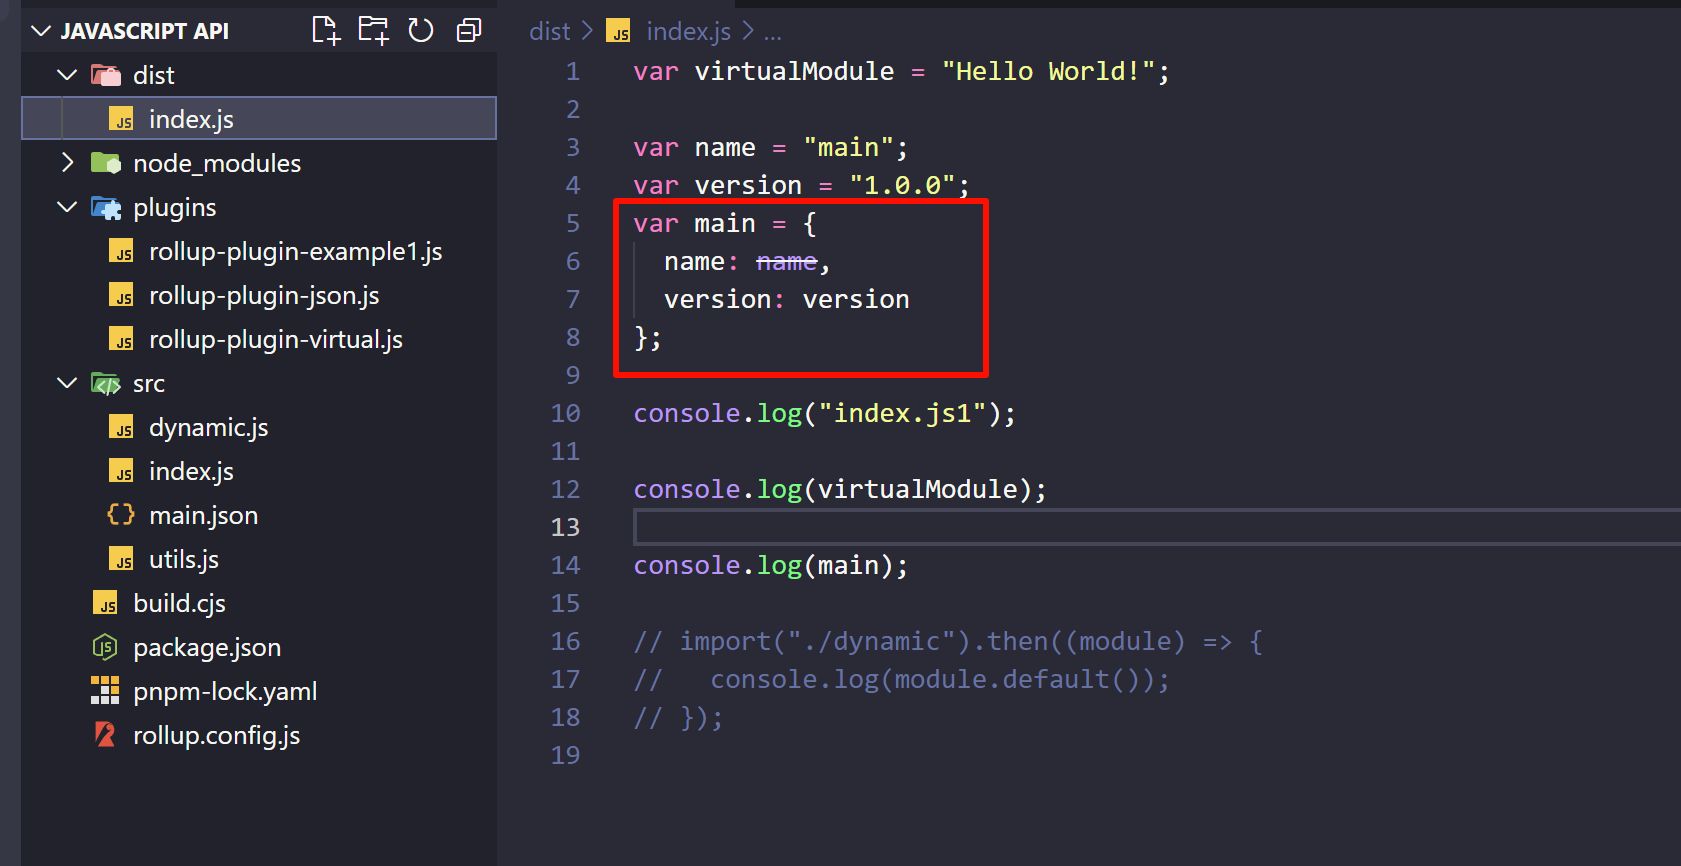 JAVASCRIPT API
dist
index.js
node_modules
plugins
rollup-plugin-example1.js
rollup-plugin-json.js
rollup-plugin-virtual.js
src
dynamic.js
index.js
main.json
utils.js
build.cjs
package.json
pnpm-lock.yaml
rollup.config.js
dist > JS index.js > ...
1 var virtualModule = "Hello World!";
2
3 var name = "main";
4 var version = "1.0.0";
5 var main = {
6   name: name,
7   version: version
8 };
9
10 console.log("index.js1");
11
12 console.log(virtualModule);
13
14 console.log(main);
15
16 // import("./dynamic").then((module) => {
17 //   console.log(module.default());
18 // });
19